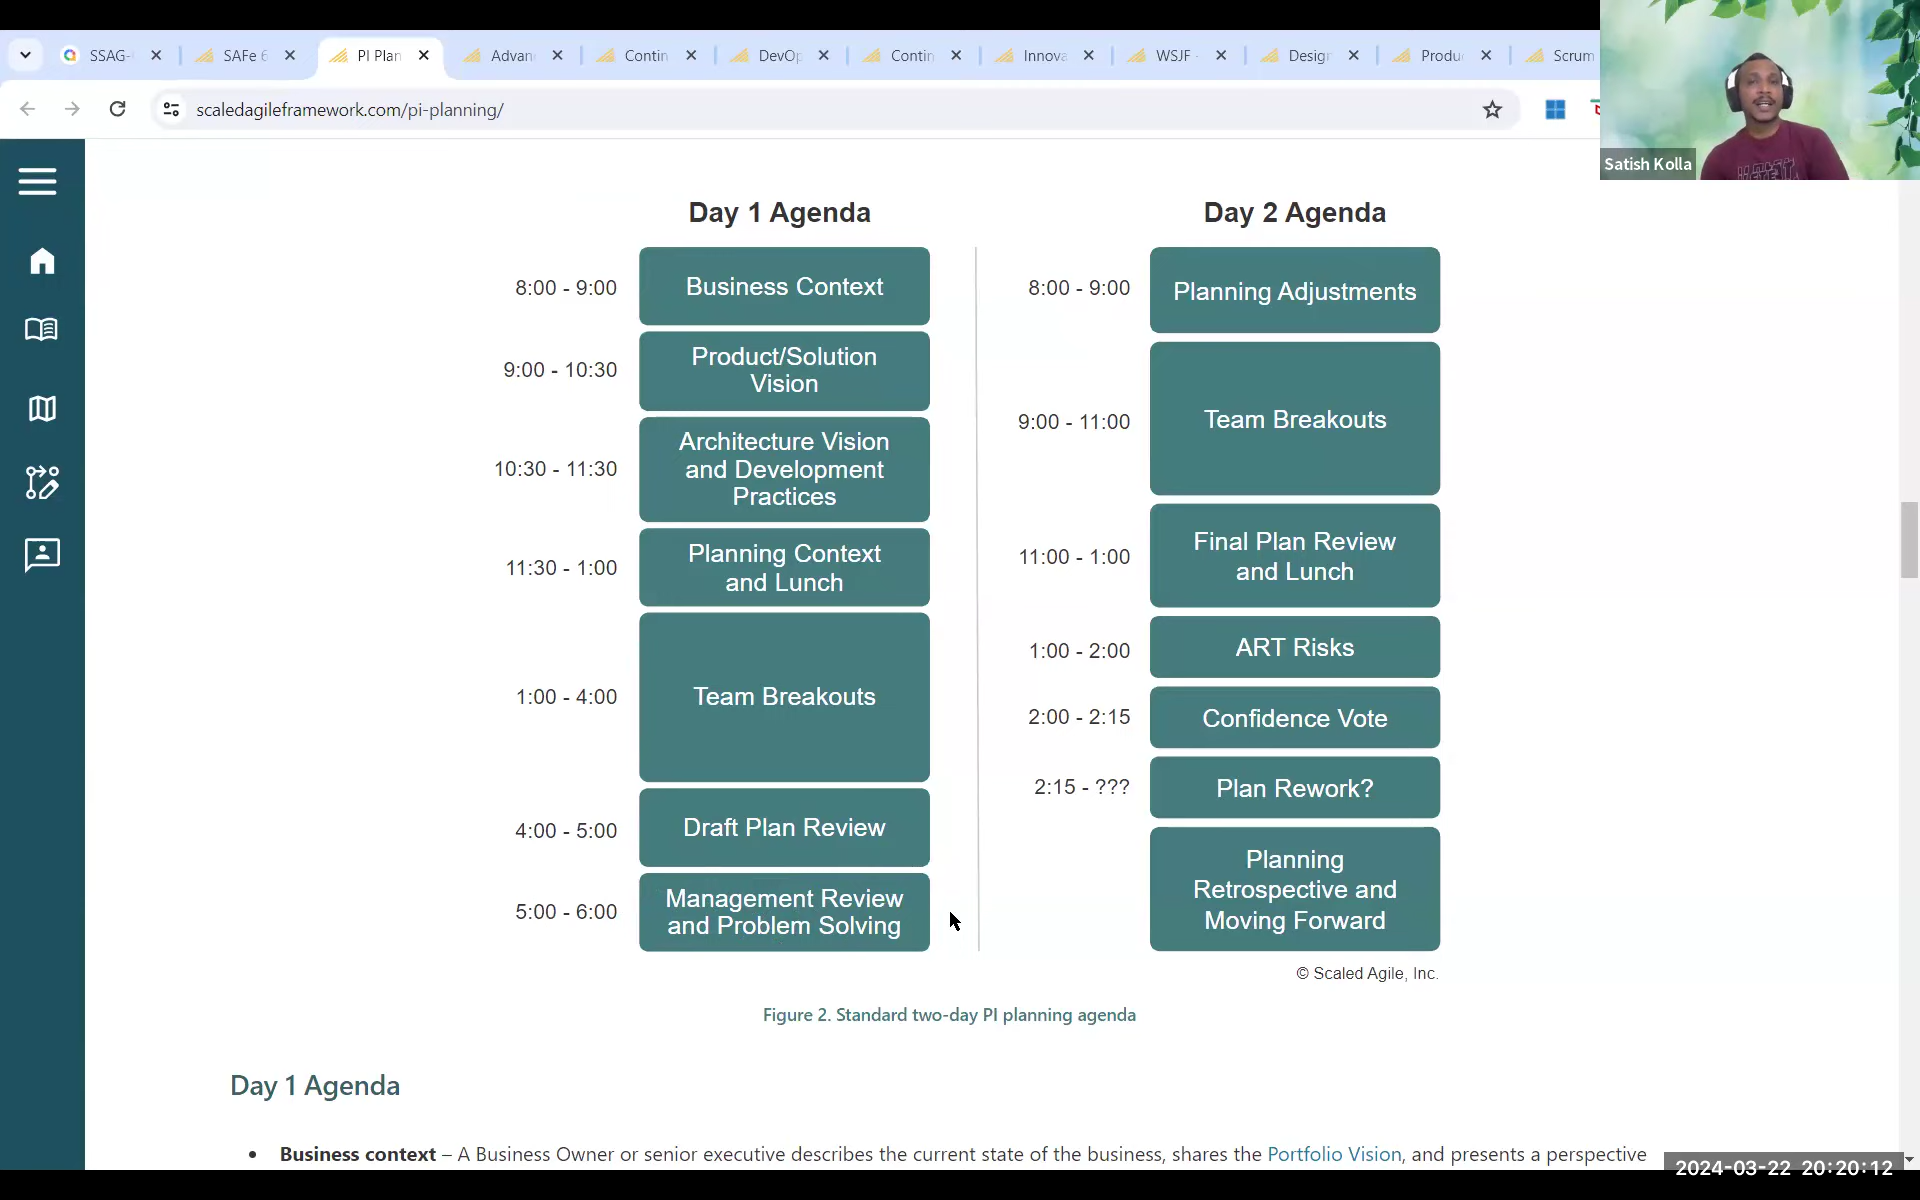 SSAG-
SAFe 6
PI Plan
Advan
Contin
DevOp
Contin
Innova
WSJF -
Design
Produ
Scrum
scaledagileframework.com/pi-planning/
Satish Kolla
Day 1 Agenda
8:00 - 9:00
Business Context
9:00 - 10:30
Product/Solution
Vision
10:30 - 11:30
Architecture Vision
and Development
Practices
11:30 - 1:00
Planning Context
and Lunch
1:00 - 4:00
Team Breakouts
4:00 - 5:00
Draft Plan Review
5:00 - 6:00
Management Review
and Problem Solving
Day 2 Agenda
8:00 - 9:00
Planning Adjustments
9:00 - 11:00
Team Breakouts
11:00 - 1:00
Final Plan Review
and Lunch
1:00 - 2:00
ART Risks
2:00 - 2:15
Confidence Vote
2:15 - ???
Plan Rework?
Planning
Retrospective and
Moving Forward
© Scaled Agile, Inc.
Figure 2. Standard two-day PI planning agenda
Day 1 Agenda
• Business context – A Business Owner or senior executive describes the current state of the business, shares the Portfolio Vision, and presents a perspective
2024-03-22 20:20:12